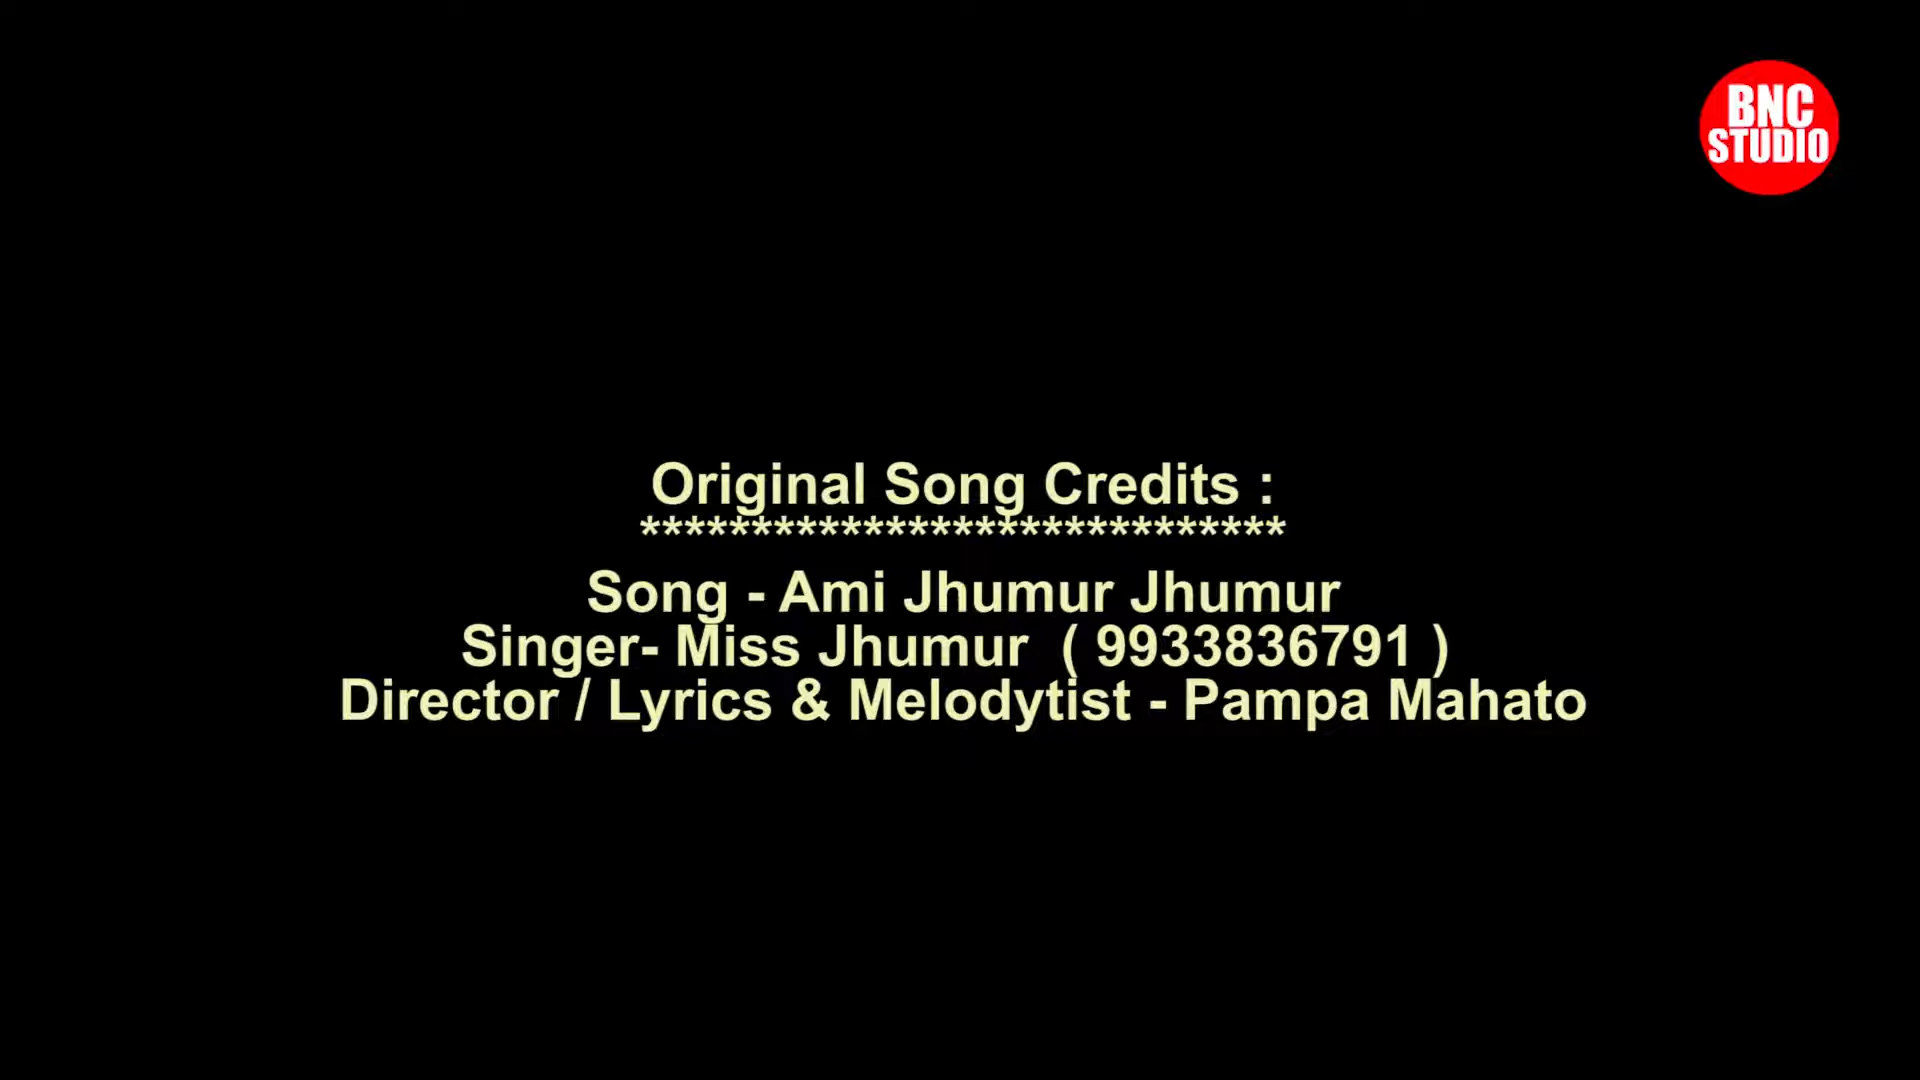 BNC
STUDIO
Original Song Credits :
*****************************
Song - Ami Jhumur Jhumur
Singer- Miss Jhumur  ( 9933836791 )
Director / Lyrics & Melodytist - Pampa Mahato